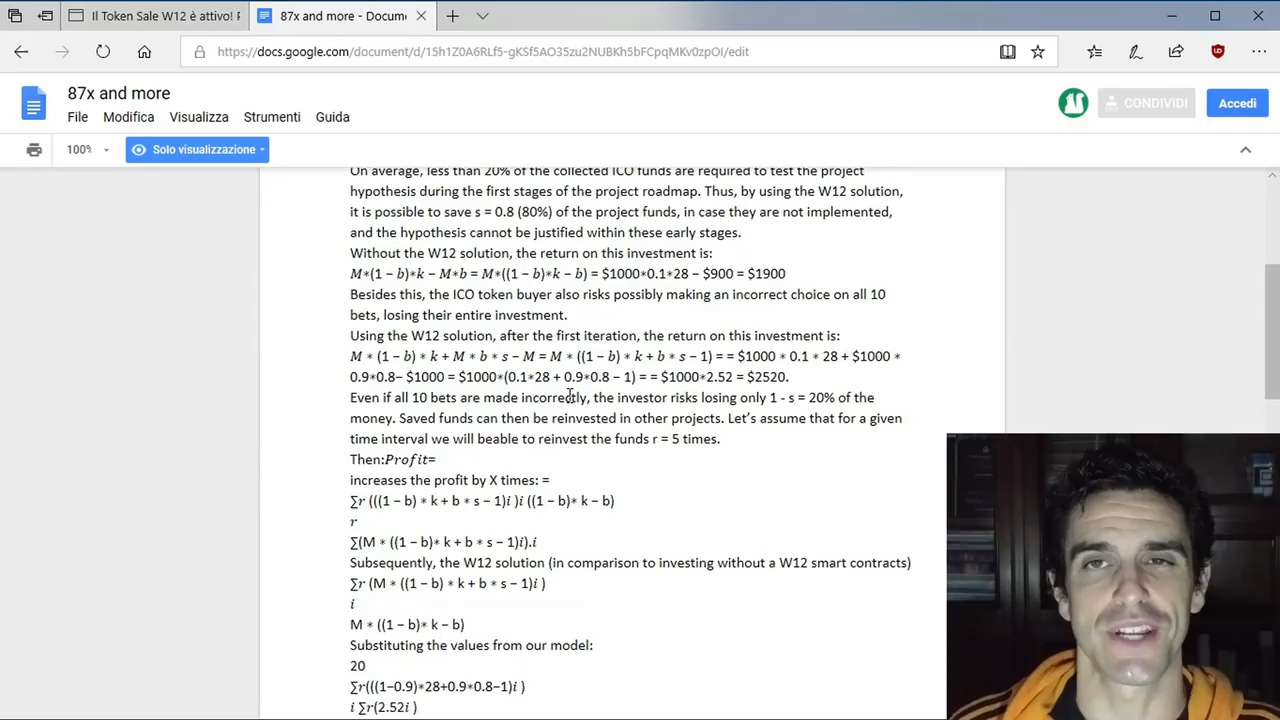 Il Token Sale W12 è attivo! F
87x and more - Docume
https://docs.google.com/document/d/15h1Z0A6RLf5-gKSf5AO35zu2NUBKh5bFCpqMKv0zpOI/edit
87x and more
CONDIVIDI
Accedi
File Modifica Visualizza Strumenti Guida
100% Solo visualizzazione
On average, less than 20% of the collected ICO funds are required to test the project
hypothesis during the first stages of the project roadmap. Thus, by using the W12 solution,
it is possible to save s = 0.8 (80%) of the project funds, in case they are not implemented,
and the hypothesis cannot be justified within these early stages.
Without the W12 solution, the return on this investment is:
𝑀∗(1 − b)∗𝑘 − 𝑀∗𝑏 = 𝑀∗((1 − b)∗𝑘 − 𝑏) = $1000∗0.1∗28 − $900 = $1900
Besides this, the ICO token buyer also risks possibly making an incorrect choice on all 10
bets, losing their entire investment.
Using the W12 solution, after the first iteration, the return on this investment is:
𝑀 ∗ (1 − b) ∗ 𝑘 + 𝑀 ∗ 𝑏 ∗ 𝑠 − 𝑀 = 𝑀 ∗ ((1 − b) ∗ 𝑘 + 𝑏 ∗ 𝑠 − 1) = = $1000 ∗ 0.1 ∗ 28 + $1000 ∗
0.9∗0.8− $1000 = $1000∗(0.1∗28 + 0.9∗0.8 − 1) = = $1000∗2.52 = $2520.
Even if all 10 bets are made incorrectly, the investor risks losing only 1 - s = 20% of the
money. Saved funds can then be reinvested in other projects. Let’s assume that for a given
time interval we will beable to reinvest the funds r = 5 times.
Then:𝑃𝑟𝑜𝑓𝑖𝑡=
increases the profit by X times: =
∑𝑟 (((1 − b) ∗ 𝑘 + 𝑏 ∗ 𝑠 − 1)𝑖 )𝑖 ((1 − b)∗ k − b)
𝑟
∑(M ∗ ((1 − b)∗ k + b ∗ s − 1)𝑖).𝑖
Subsequently, the W12 solution (in comparison to investing without a W12 smart contracts)
∑𝑟 (M ∗ ((1 − b) ∗ k + b ∗ s − 1)𝑖 )
𝑖
M ∗ ((1 − b)∗ k − b)
Substituting the values from our model:
20
∑𝑟(((1−0.9)∗28+0.9∗0.8−1)𝑖 )
𝑖 ∑𝑟(2.52𝑖 )